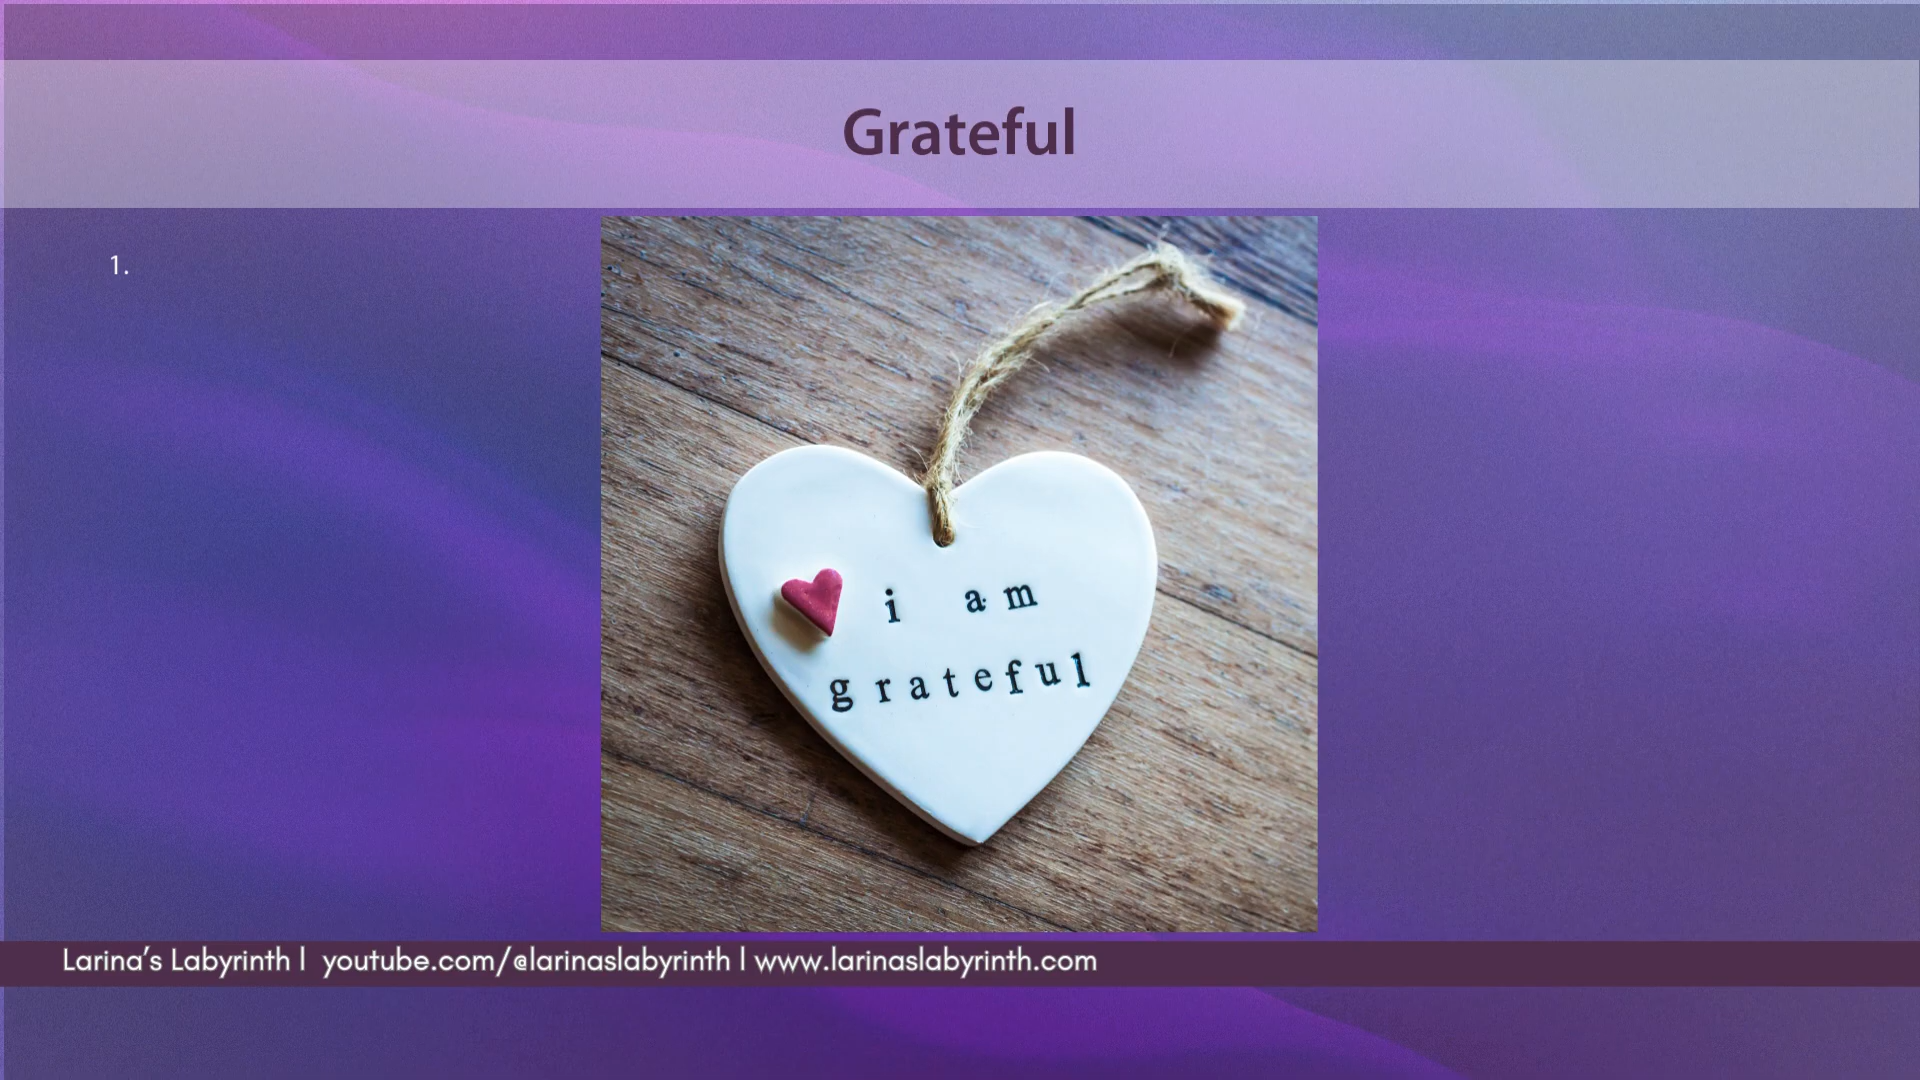 Grateful
1.
i am
grateful
Larina's Labyrinth | youtube.com/@larinaslabyrinth | www.larinaslabyrinth.com